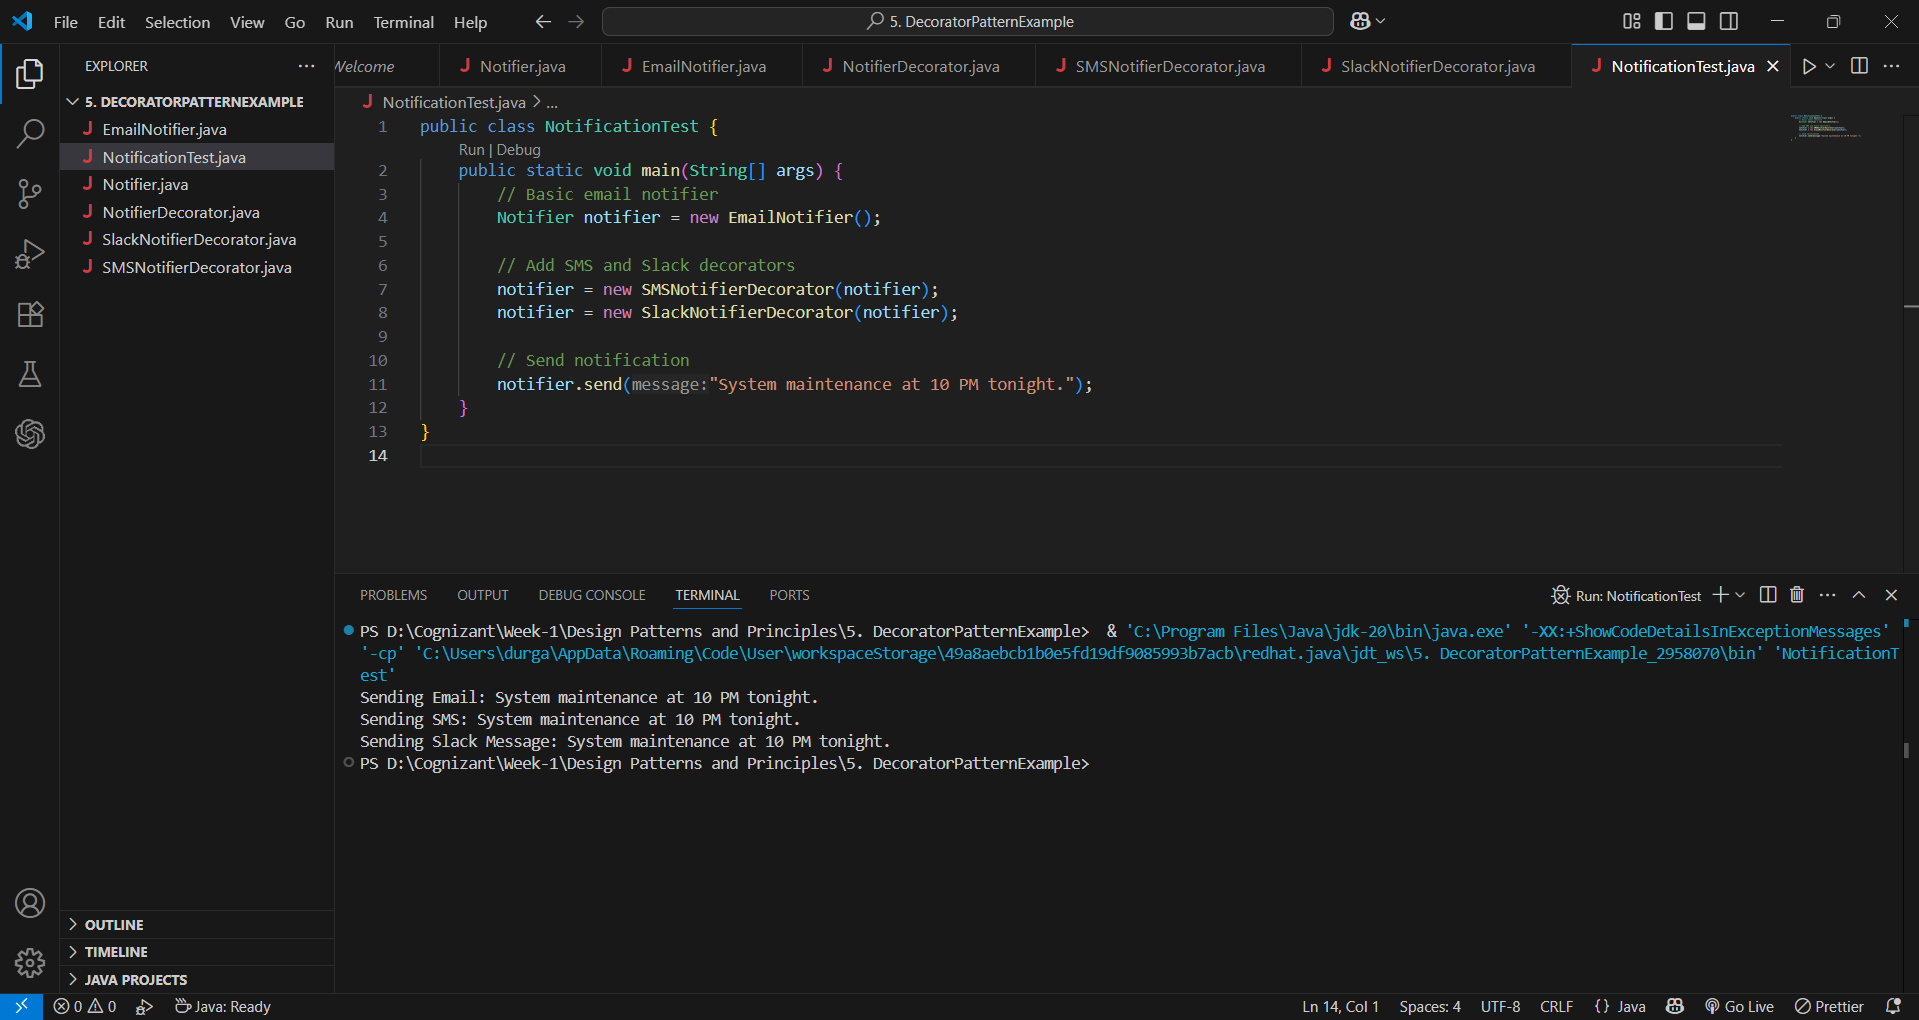 File Edit Selection View Go Run Terminal Help
5. DecoratorPatternExample
EXPLORER
5. DECORATORPATTERNEXAMPLE
EmailNotifier.java
NotificationTest.java
Notifier.java
NotifierDecorator.java
SlackNotifierDecorator.java
SMSNotifierDecorator.java
OUTLINE
TIMELINE
JAVA PROJECTS
Welcome Notifier.java EmailNotifier.java NotifierDecorator.java SMSNotifierDecorator.java SlackNotifierDecorator.java NotificationTest.java
NotificationTest.java > ...
1 public class NotificationTest {
Run | Debug
2 public static void main(String[] args) {
3 // Basic email notifier
4 Notifier notifier = new EmailNotifier();
5
6 // Add SMS and Slack decorators
7 notifier = new SMSNotifierDecorator(notifier);
8 notifier = new SlackNotifierDecorator(notifier);
9
10 // Send notification
11 notifier.send(message:"System maintenance at 10 PM tonight.");
12 }
13 }
14
PROBLEMS OUTPUT DEBUG CONSOLE TERMINAL PORTS
Run: NotificationTest
PS D:\Cognizant\Week-1\Design Patterns and Principles\5. DecoratorPatternExample> & 'C:\Program Files\Java\jdk-20\bin\java.exe' '-XX:+ShowCodeDetailsInExceptionMessages'
'-cp' 'C:\Users\durga\AppData\Roaming\Code\User\workspaceStorage\49a8aebcb1b0e5fd19df9085993b7acb\redhat.java\jdt_ws\5. DecoratorPatternExample_2958070\bin' 'NotificationT
est'
Sending Email: System maintenance at 10 PM tonight.
Sending SMS: System maintenance at 10 PM tonight.
Sending Slack Message: System maintenance at 10 PM tonight.
PS D:\Cognizant\Week-1\Design Patterns and Principles\5. DecoratorPatternExample>
0 0 Java: Ready
Ln 14, Col 1 Spaces: 4 UTF-8 CRLF {} Java Go Live Prettier